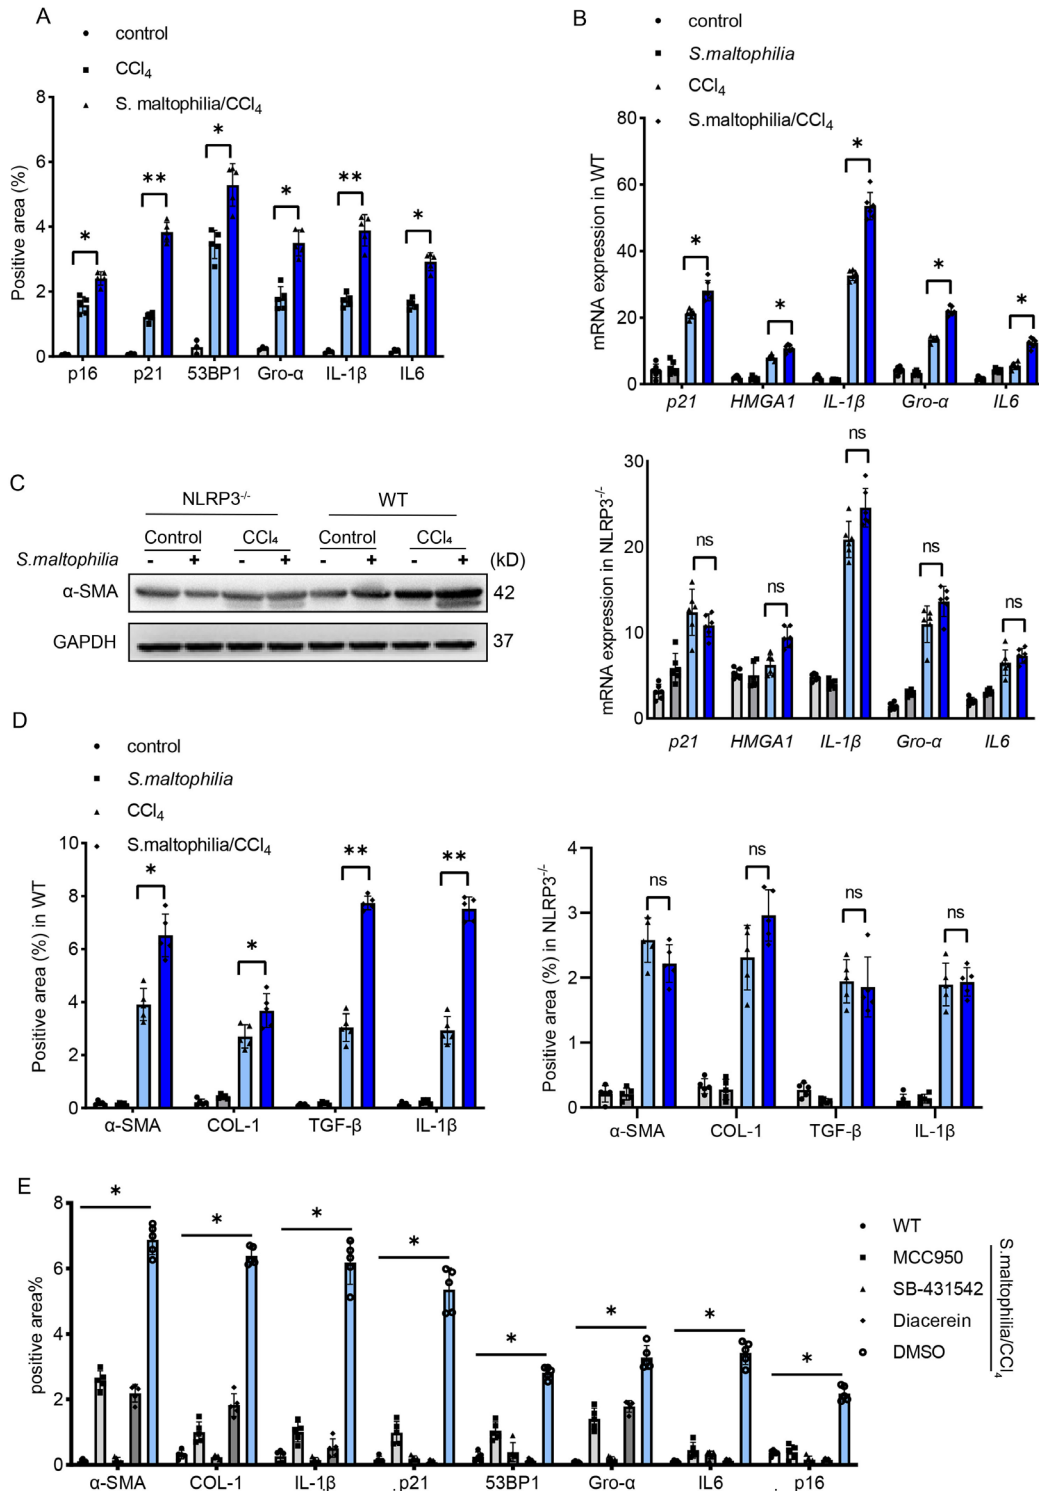 A
control
CCl₄
S. maltophilia/CCl₄
Positive area (%)
8
6
4
2
0
*
**
*
*
**
*
p16 p21 53BP1 Gro-α IL-1β IL6
B
control
S.maltophilia
CCl₄
S.maltophilia/CCl₄
mRNA expression in WT
80
60
40
20
0
*
*
*
*
*
p21 HMGA1 IL-1β Gro-α IL6
mRNA expression in NLRP3-/-
30
20
10
0
ns
ns
ns
ns
ns
p21 HMGA1 IL-1β Gro-α IL6
C
NLRP3-/- WT
Control CCl₄ Control CCl₄
S.maltophilia - + - + - + - + (kD)
α-SMA 42
GAPDH 37
D
control
S.maltophilia
CCl₄
S.maltophilia/CCl₄
Positive area (%) in WT
10
8
6
4
2
0
*
*
**
**
α-SMA COL-1 TGF-β IL-1β
Positive area (%) in NLRP3-/-
4
3
2
1
0
ns
ns
ns
ns
α-SMA COL-1 TGF-β IL-1β
E
positive area%
8
6
4
2
0
*
*
*
*
*
*
*
*
α-SMA COL-1 IL-1β p21 53BP1 Gro-α IL6 p16
WT
MCC950
SB-431542
Diacerein
DMSO
S.maltophilia/CCl₄